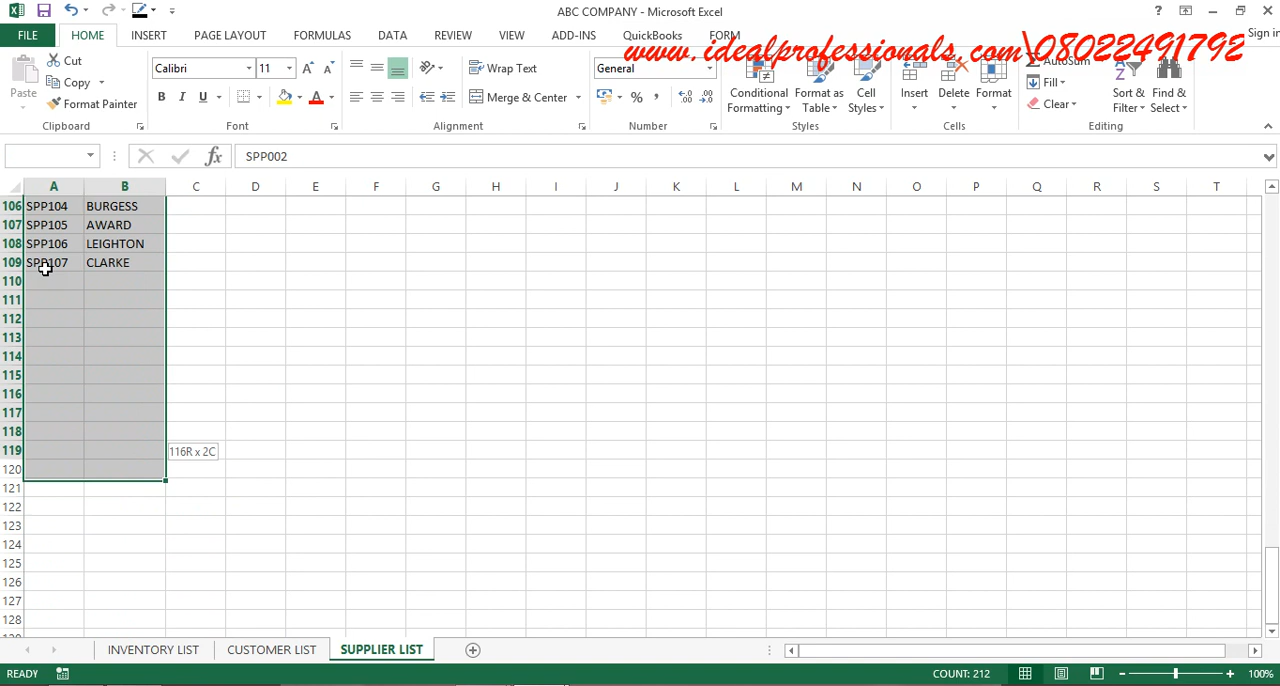 ABC COMPANY - Microsoft Excel
FILE HOME INSERT PAGE LAYOUT FORMULAS DATA REVIEW VIEW ADD-INS QuickBooks FORM Sign in
www.idealprofessionals.com\08022491792
Cut
Copy
Format Painter
Paste
Clipboard
Calibri 11
B I U
Font
Wrap Text
Merge & Center
Alignment
General
Number
Conditional Formatting
Format as Table
Cell Styles
Styles
Insert Delete Format
Cells
AutoSum
Fill
Clear
Sort & Filter
Find & Select
Editing
fx SPP002
A B C D E F G H I J K L M N O P Q R S T
106 SPP104 BURGESS
107 SPP105 AWARD
108 SPP106 LEIGHTON
109 SPP107 CLARKE
110
111
112
113
114
115
116
117
118
119 116R x 2C
120
121
122
123
124
125
126
127
128
INVENTORY LIST CUSTOMER LIST SUPPLIER LIST
READY COUNT: 212 100%